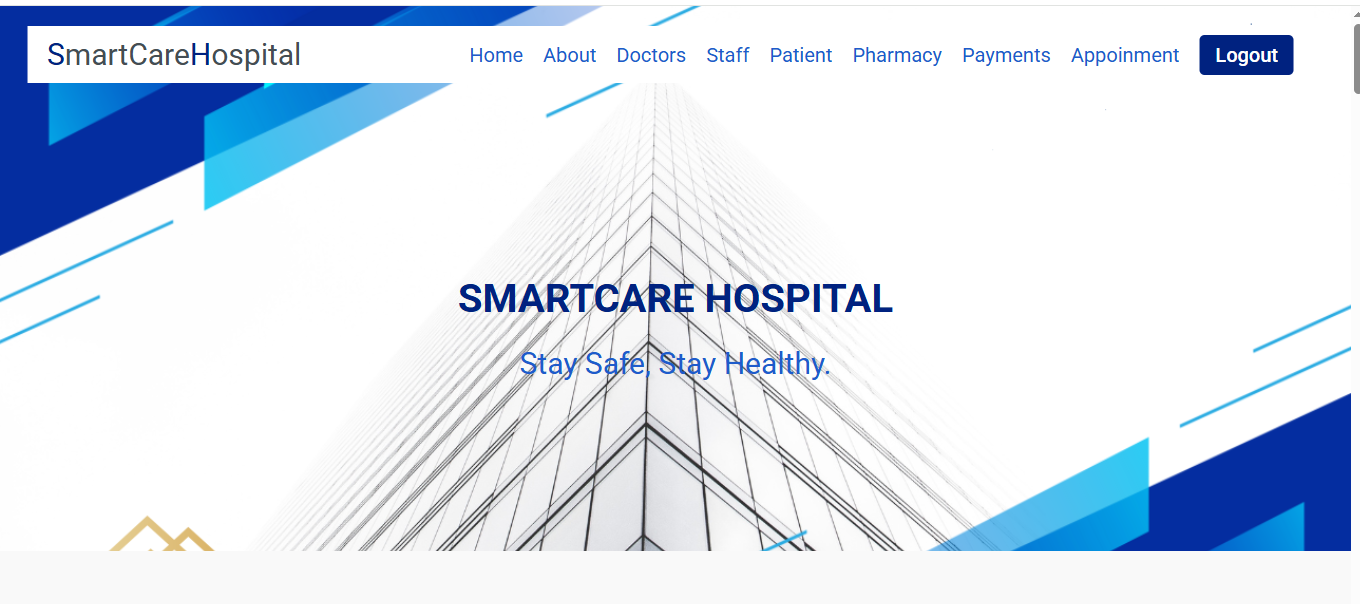 SmartCareHospital Home About Doctors Staff Patient Pharmacy Payments Appoinment Logout
SMARTCARE HOSPITAL
Stay Safe, Stay Healthy.